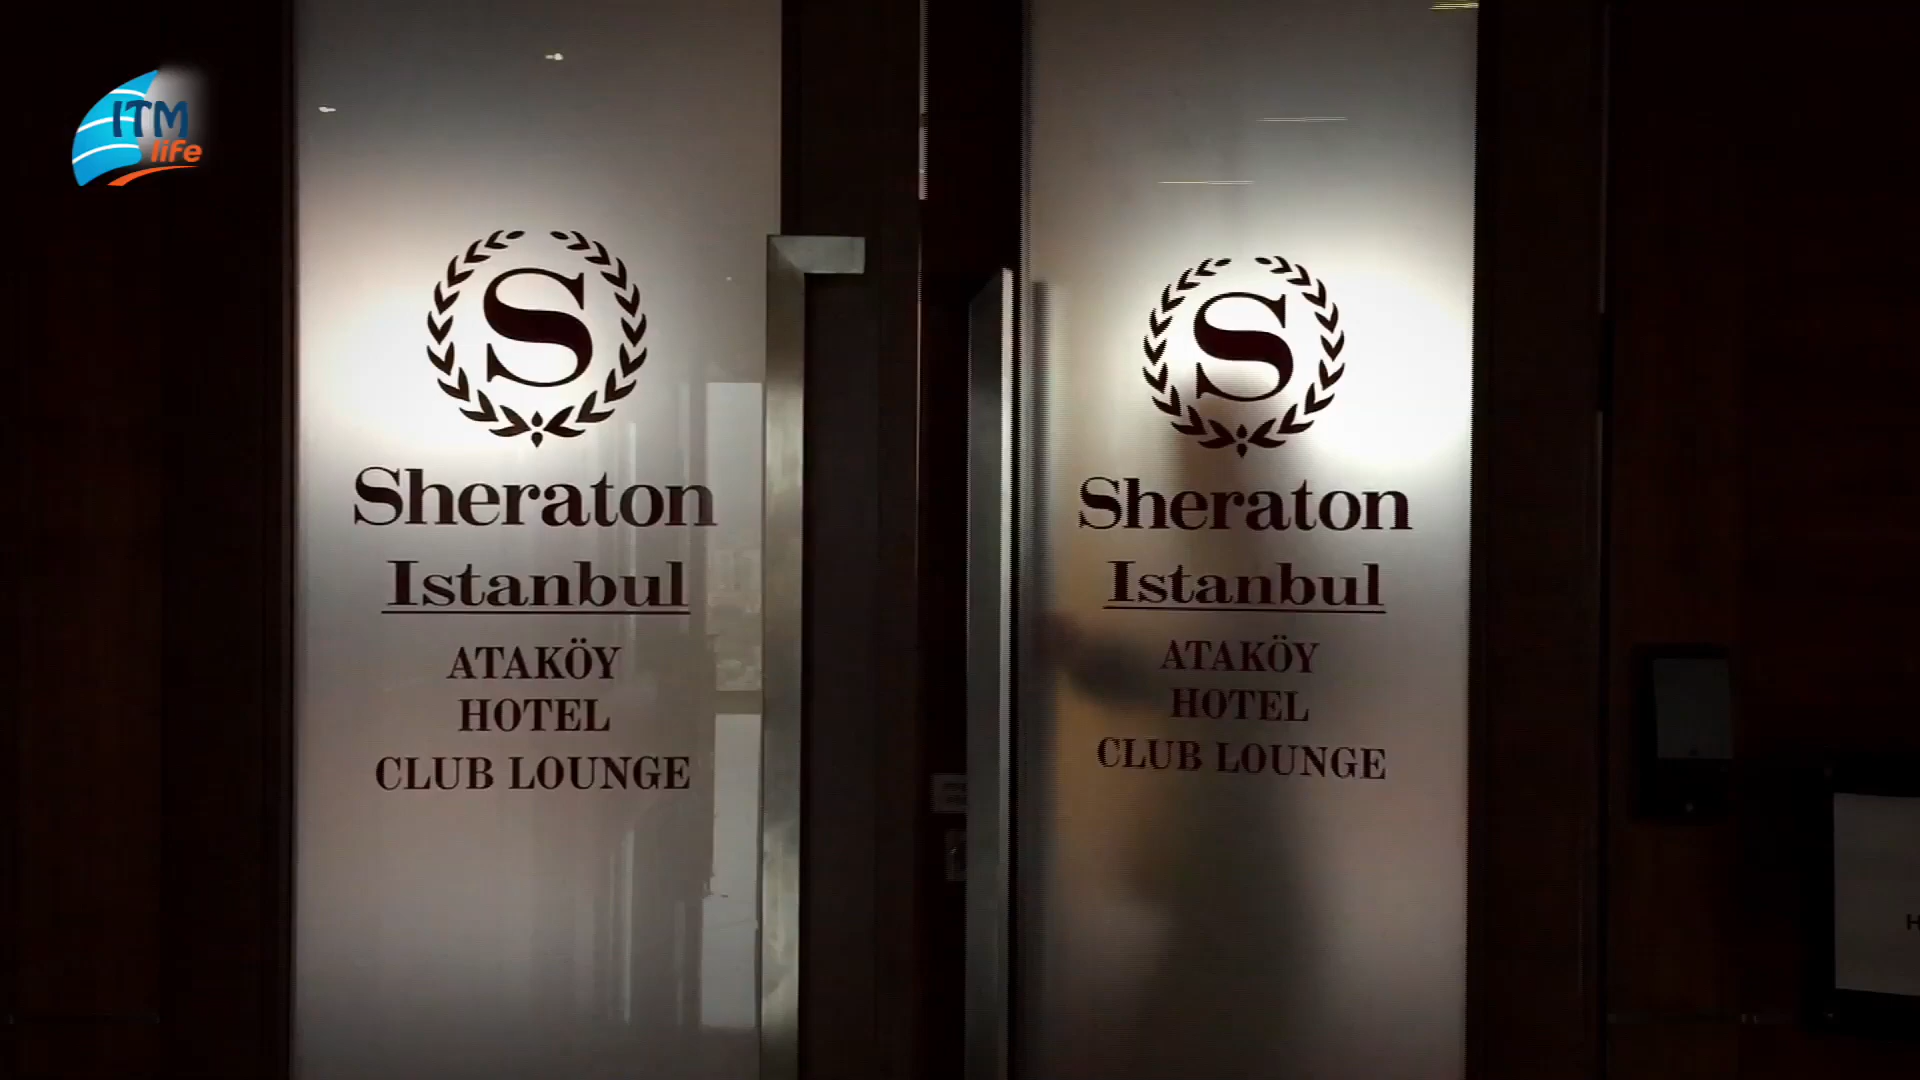 ITM
life
S
Sheraton
Istanbul
ATAKÖY
HOTEL
CLUB LOUNGE
S
Sheraton
Istanbul
ATAKÖY
HOTEL
CLUB LOUNGE